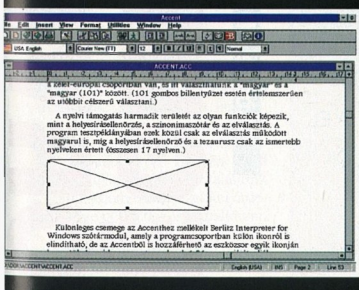 Accent
File Edit Insert View Format Utilities Window Help
USA English Courier New (TT) 12 B I U Normal
ACCENT.ACC
a kelet-európai csoportban van, és itt választhatunk a "magyar" és a
"magyar (101)" között. (101 gombos billentyűzet esetén értelemszerűen
az utóbbit célszerű választani.)
A nyelvi támogatás harmadik területét az olyan funkciók képezik,
mint a helyesírásellenőrzés, a szinonimaszótár és az elválasztás. A
program tesztpéldányában ezek közül csak az elválasztás működött
magyarul is, míg a helyesírásellenőrző és a tezaurusz csak az ismertebb
nyelveken értett (összesen 17 nyelven.)
Különleges csemege az Accenthez mellékelt Berlitz Interpreter for
Windows szótármodul, amely a programcsoportban külön ikonról is
elindítható, de az Accentből is hozzáférhető az eszközsor egyik ikonján
English (USA) INS Page 2 Line 53